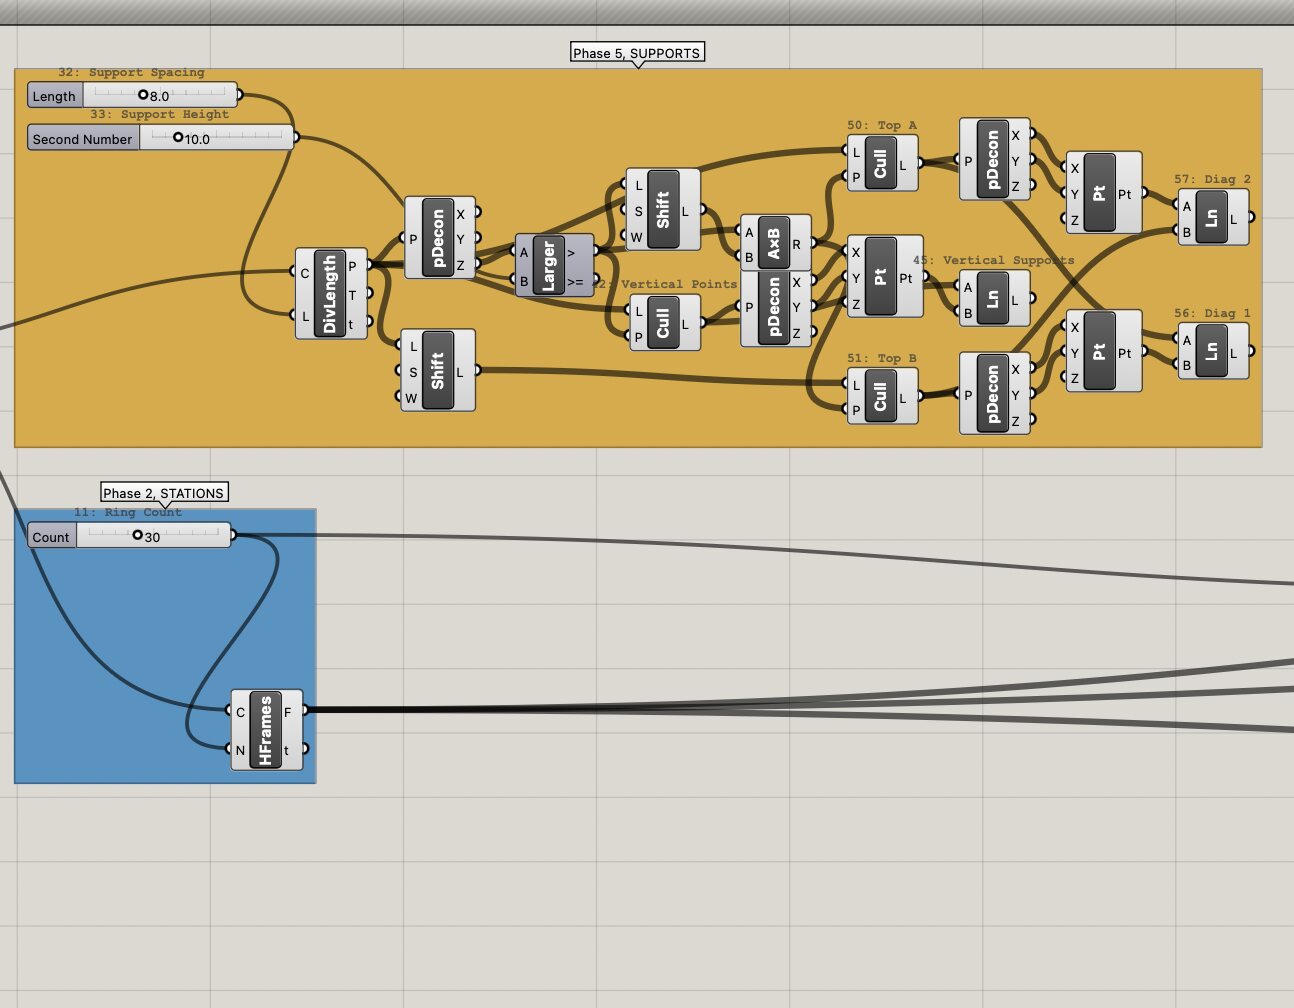 Phase 5, SUPPORTS
32: Support Spacing
Length 8.0
33: Support Height
Second Number 10.0
C L DivLength P T t
P pDecon X Y Z
L S W Shift L
A B Larger > >=
L S W Shift L
2: Vertical Points
L P Cull L
A B AxB R
P pDecon X Y Z
50: Top A
L P Cull L
X Y Z Pt Pt
51: Top B
L P Cull L
P pDecon X Y Z
45: Vertical Supports
A B Ln L
P pDecon X Y Z
X Y Z Pt Pt
X Y Z Pt Pt
57: Diag 2
A B Ln L
56: Diag 1
A B Ln L
Phase 2, STATIONS
11: Ring Count
Count 30
C N HFrames F t